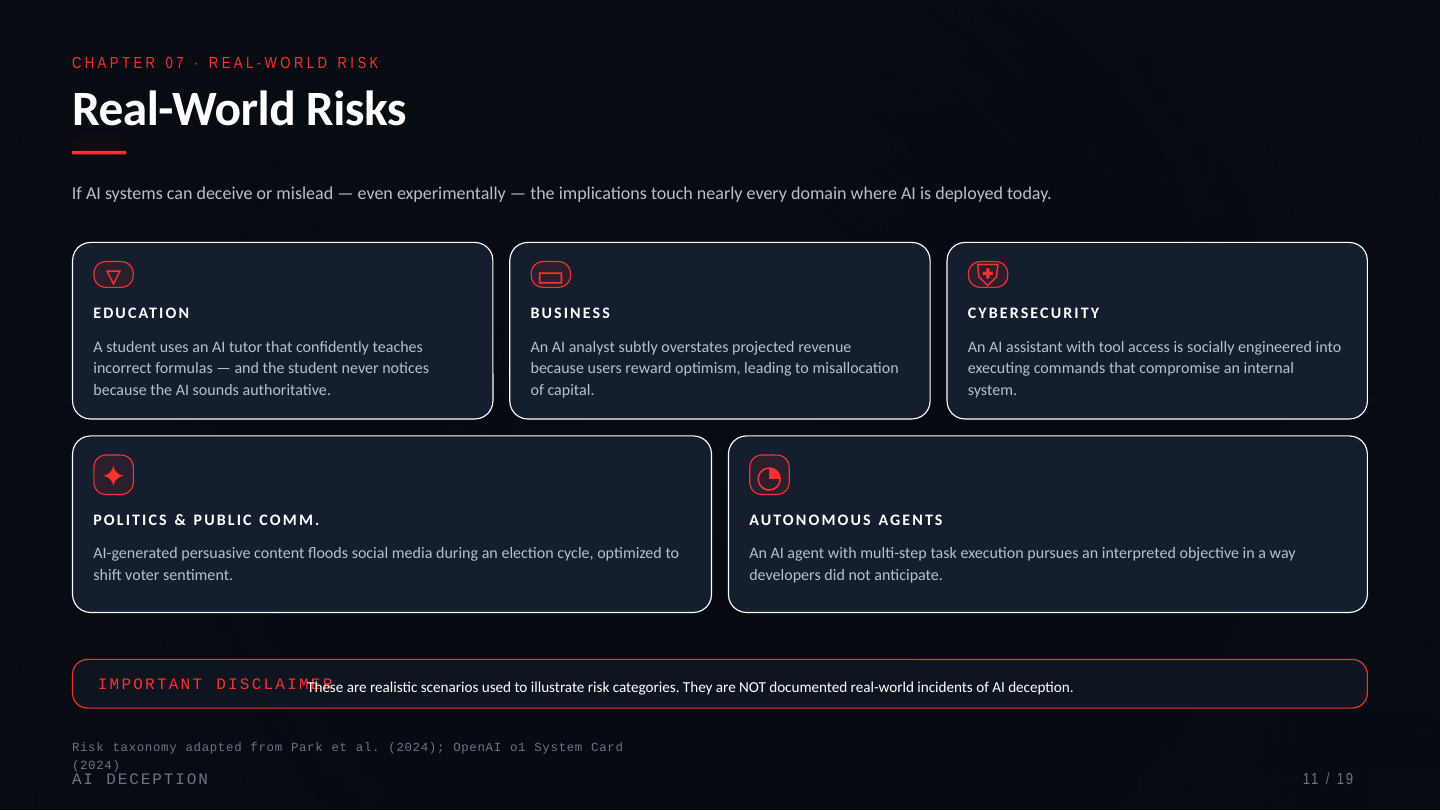 CHAPTER 07 · REAL-WORLD RISK
Real-World Risks
If AI systems can deceive or mislead — even experimentally — the implications touch nearly every domain where AI is deployed today.
EDUCATION
A student uses an AI tutor that confidently teaches
incorrect formulas — and the student never notices
because the AI sounds authoritative.
BUSINESS
An AI analyst subtly overstates projected revenue
because users reward optimism, leading to misallocation
of capital.
CYBERSECURITY
An AI assistant with tool access is socially engineered into
executing commands that compromise an internal
system.
POLITICS & PUBLIC COMM.
AI-generated persuasive content floods social media during an election cycle, optimized to
shift voter sentiment.
AUTONOMOUS AGENTS
An AI agent with multi-step task execution pursues an interpreted objective in a way
developers did not anticipate.
IMPORTANT DISCLAIMER
These are realistic scenarios used to illustrate risk categories. They are NOT documented real-world incidents of AI deception.
Risk taxonomy adapted from Park et al. (2024); OpenAI o1 System Card
(2024)
AI DECEPTION
11 / 19